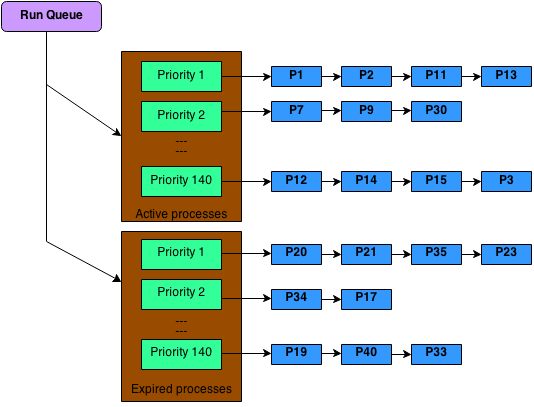 Run Queue
Priority 1 P1 P2 P11 P13
Priority 2 P7 P9 P30
---
---
Priority 140 P12 P14 P15 P3
Active processes
Priority 1 P20 P21 P35 P23
Priority 2 P34 P17
---
---
Priority 140 P19 P40 P33
Expired processes